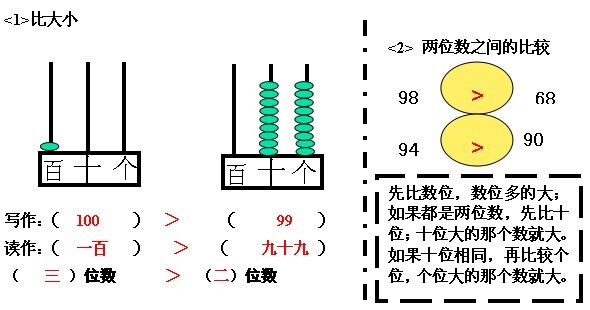 <1>比大小
百 十 个
百 十 个
写作:( 100 ) > ( 99 )
读作:( 一百 ) > ( 九十九 )
( 三 )位数 > (二)位数
<2> 两位数之间的比较
98 > 68
94 > 90
先比数位，数位多的大；
如果都是两位数，先比十
位；十位大的那个数就大。
如果十位相同，再比较个
位，个位大的那个数就大。